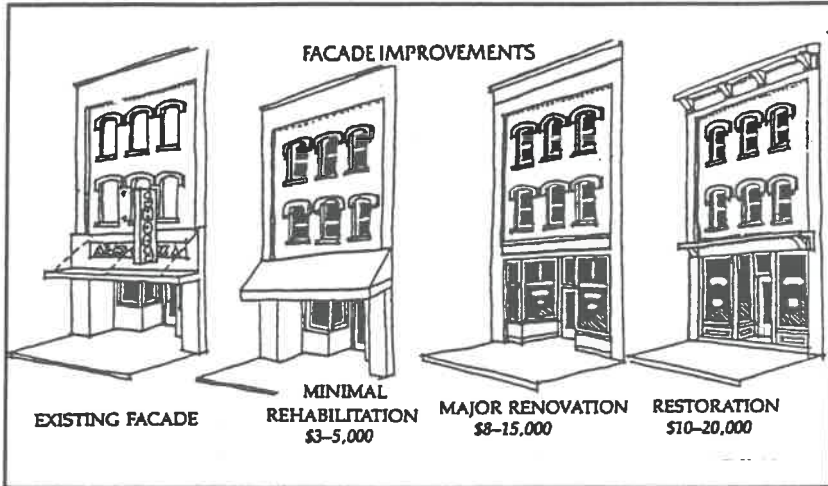 FACADE IMPROVEMENTS
EXISTING FACADE
MINIMAL
REHABILITATION
$3–5,000
MAJOR RENOVATION
$8–15,000
RESTORATION
$10–20,000